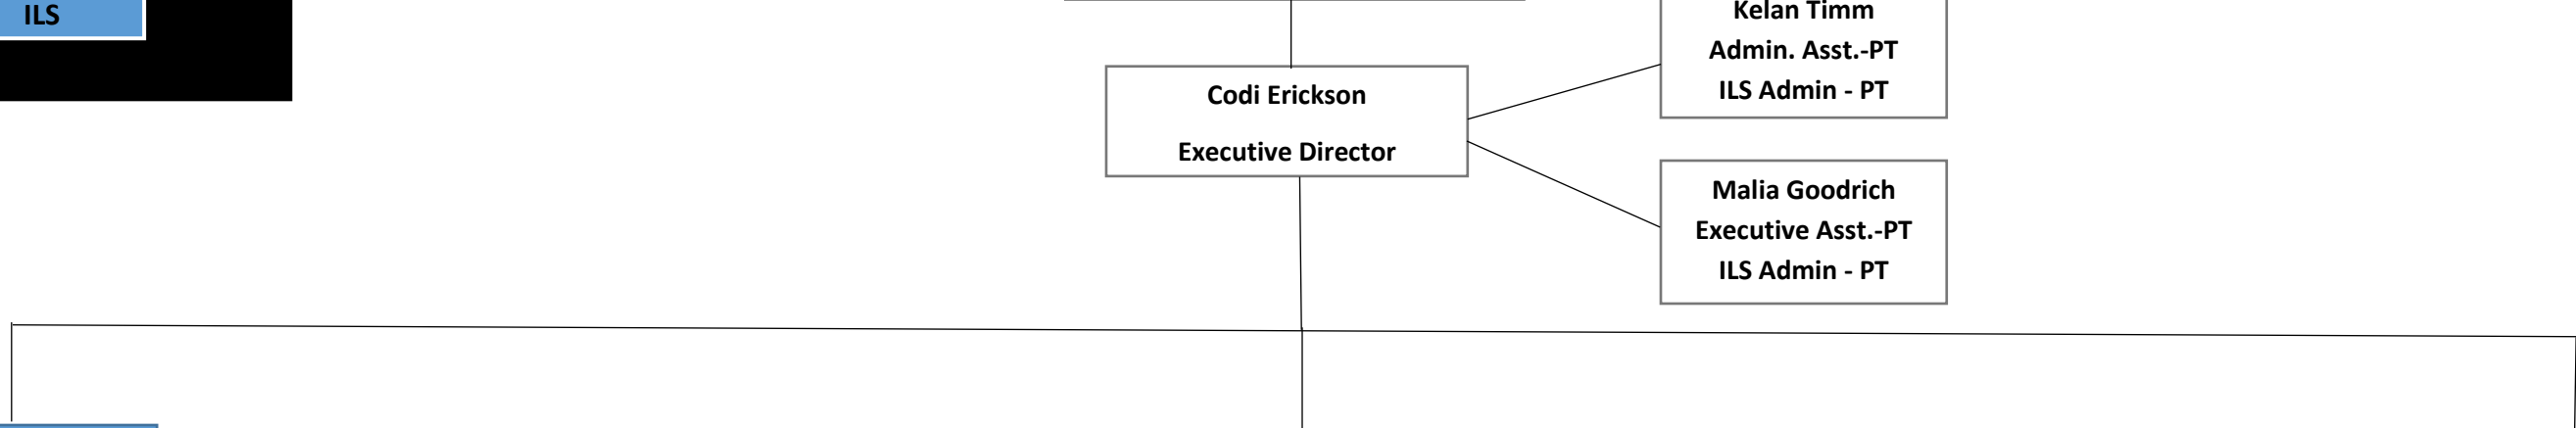 ILS
Kelan Timm
Admin. Asst.-PT
ILS Admin - PT
Codi Erickson
Executive Director
Malia Goodrich
Executive Asst.-PT
ILS Admin - PT